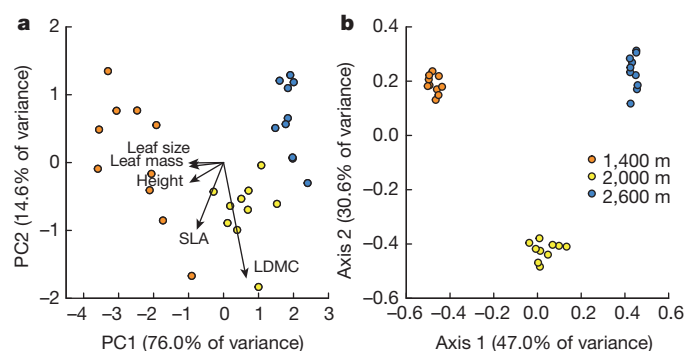 a
2
1
0
−1
−2
PC2 (14.6% of variance)
Leaf size
Leaf mass
Height
SLA
LDMC
−4
−3
−2
−1
0
1
2
3
PC1 (76.0% of variance)
b
0.4
0.2
0.0
−0.2
−0.4
−0.6
Axis 2 (30.6% of variance)
1,400 m
2,000 m
2,600 m
−0.6
−0.4
−0.2
0.0
0.2
0.4
0.6
Axis 1 (47.0% of variance)